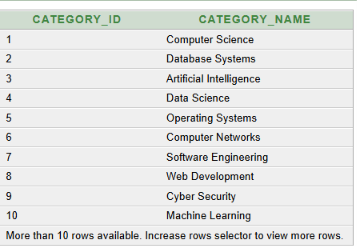 CATEGORY_ID CATEGORY_NAME
1 Computer Science
2 Database Systems
3 Artificial Intelligence
4 Data Science
5 Operating Systems
6 Computer Networks
7 Software Engineering
8 Web Development
9 Cyber Security
10 Machine Learning
More than 10 rows available. Increase rows selector to view more rows.